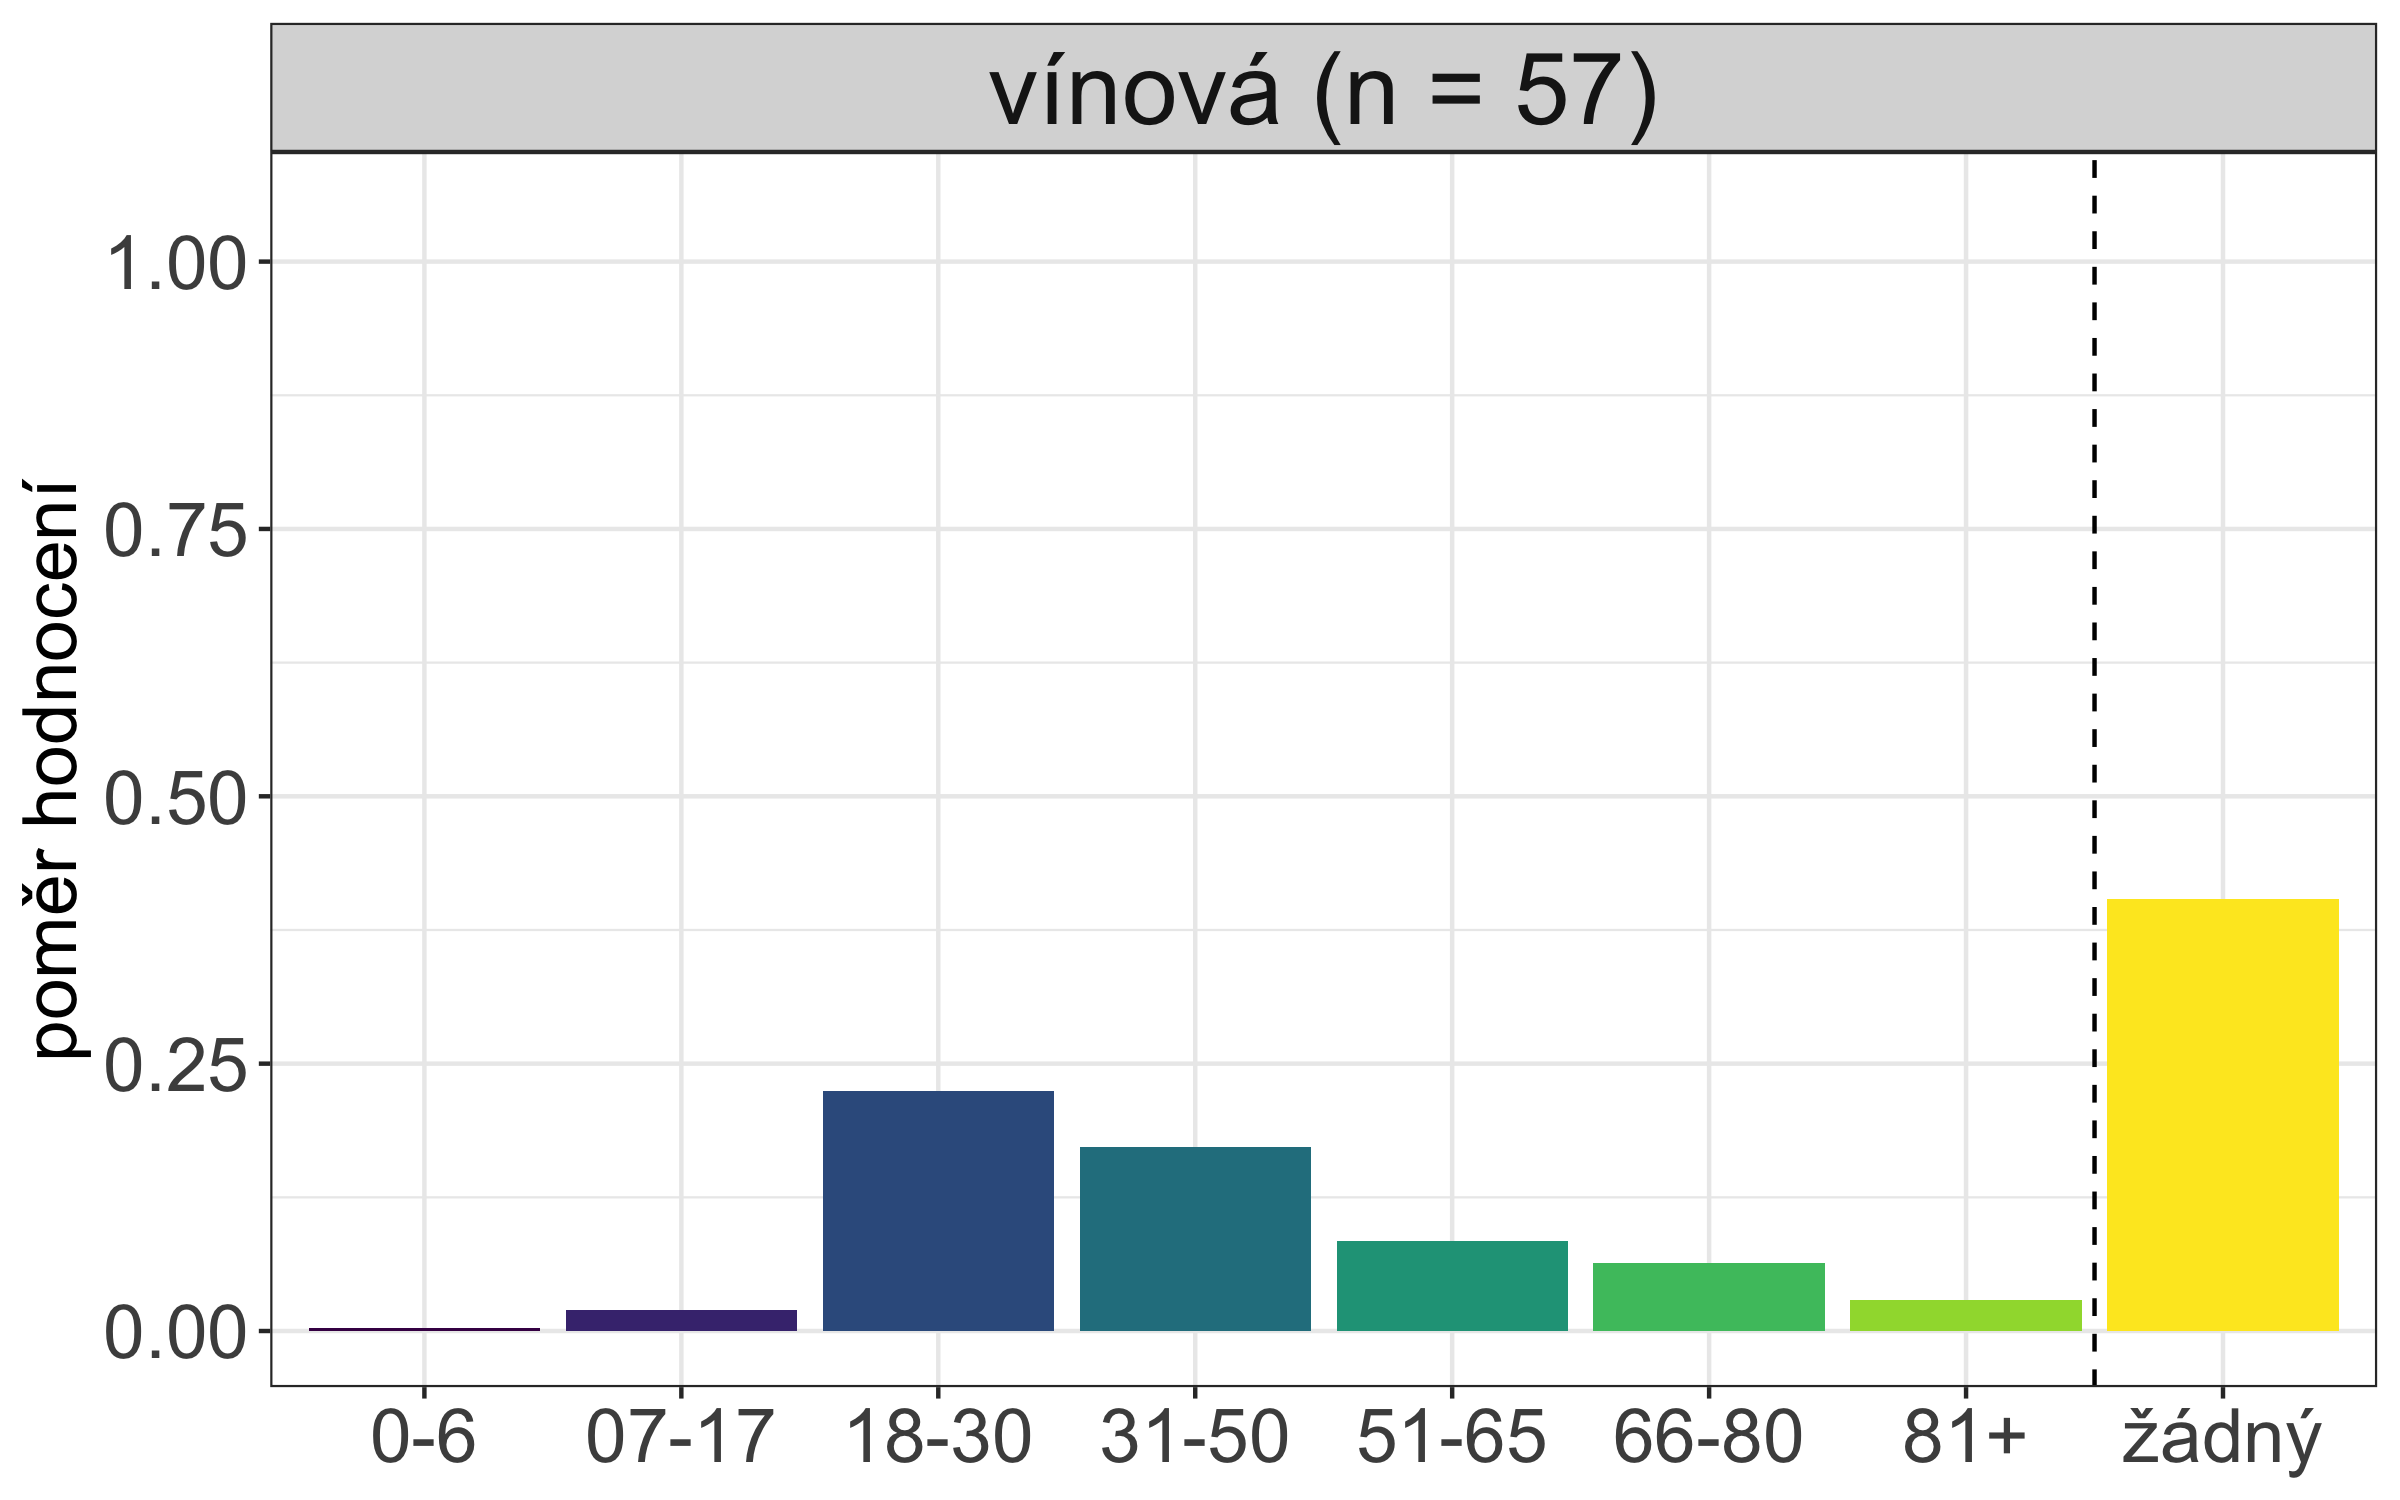 vínová (n = 57)
poměr hodnocení
1.00
0.75
0.50
0.25
0.00
0-6 07-17 18-30 31-50 51-65 66-80 81+ žádný